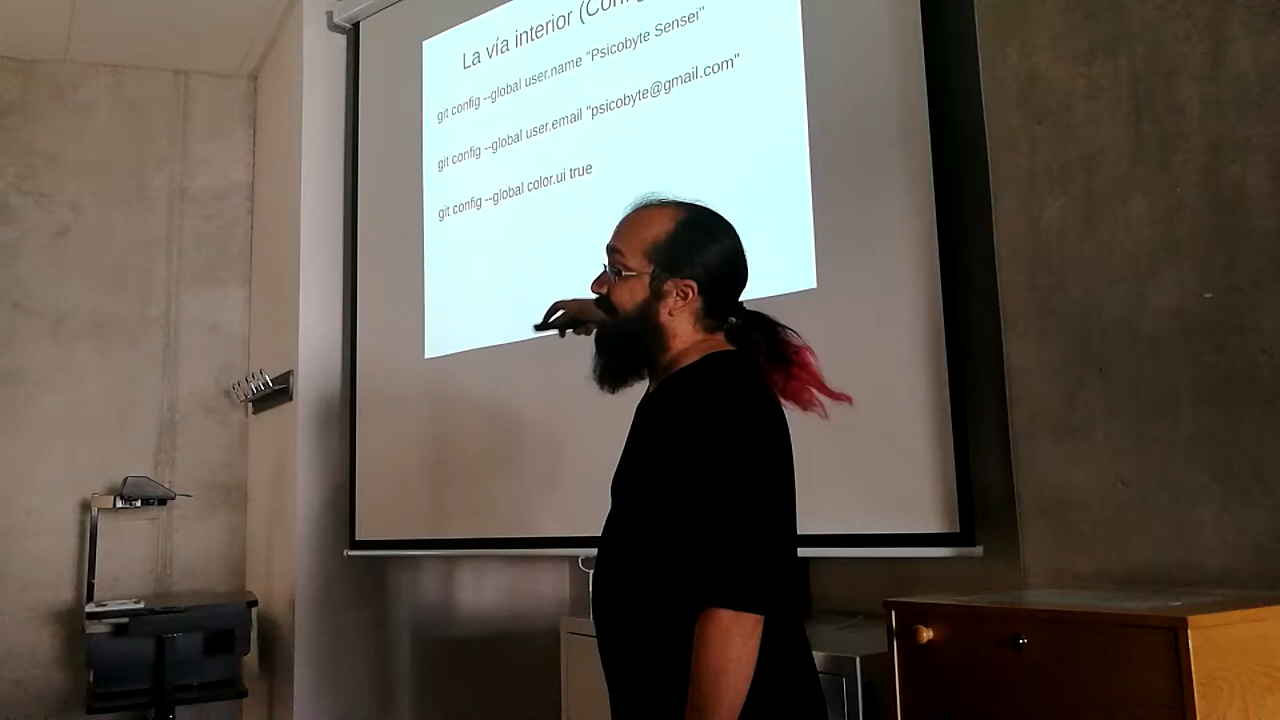 La vía interior (Conf
git config --global user.name "Psicobyte Sensei"
git config --global user.email "psicobyte@gmail.com"
git config --global color.ui true